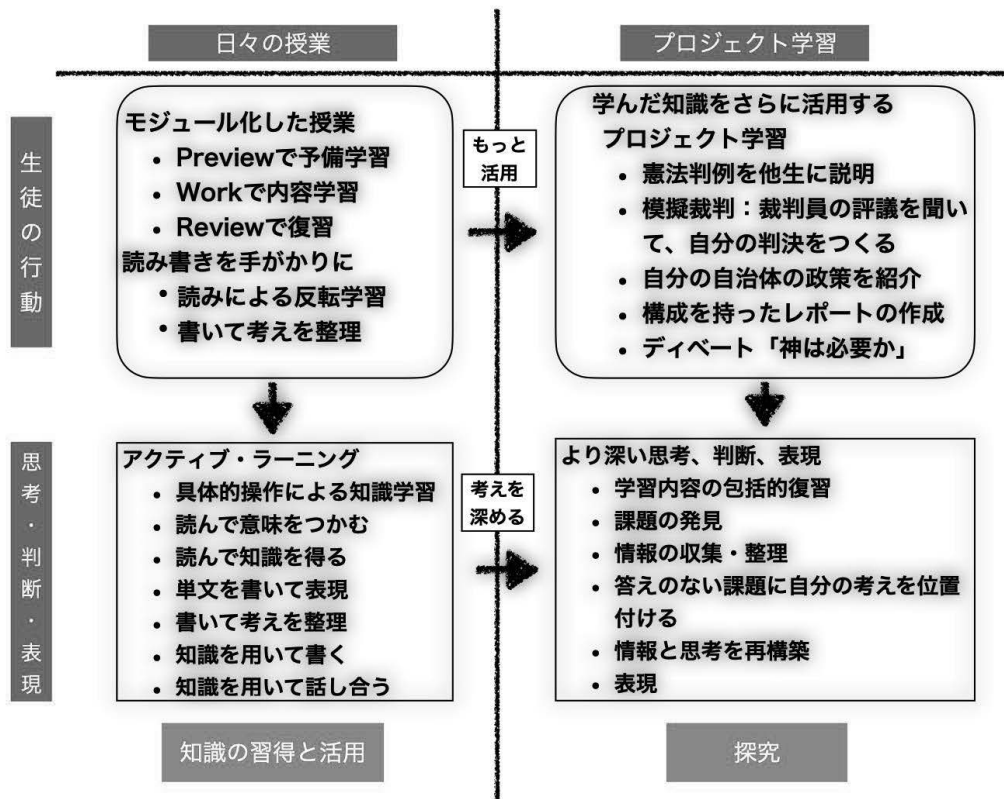 日々の授業
プロジェクト学習
生徒の行動
モジュール化した授業
• Previewで予備学習
• Workで内容学習
• Reviewで復習
読み書きを手がかりに
• 読みによる反転学習
• 書いて考えを整理
もっと
活用
学んだ知識をさらに活用する
プロジェクト学習
• 憲法判例を他生に説明
• 模擬裁判：裁判員の評議を聞い
て、自分の判決をつくる
• 自分の自治体の政策を紹介
• 構成を持ったレポートの作成
• ディベート「神は必要か」
思考・判断・表現
アクティブ・ラーニング
• 具体的操作による知識学習
• 読んで意味をつかむ
• 読んで知識を得る
• 単文を書いて表現
• 書いて考えを整理
• 知識を用いて書く
• 知識を用いて話し合う
考えを
深める
より深い思考、判断、表現
• 学習内容の包括的復習
• 課題の発見
• 情報の収集・整理
• 答えのない課題に自分の考えを位置
付ける
• 情報と思考を再構築
• 表現
知識の習得と活用
探究